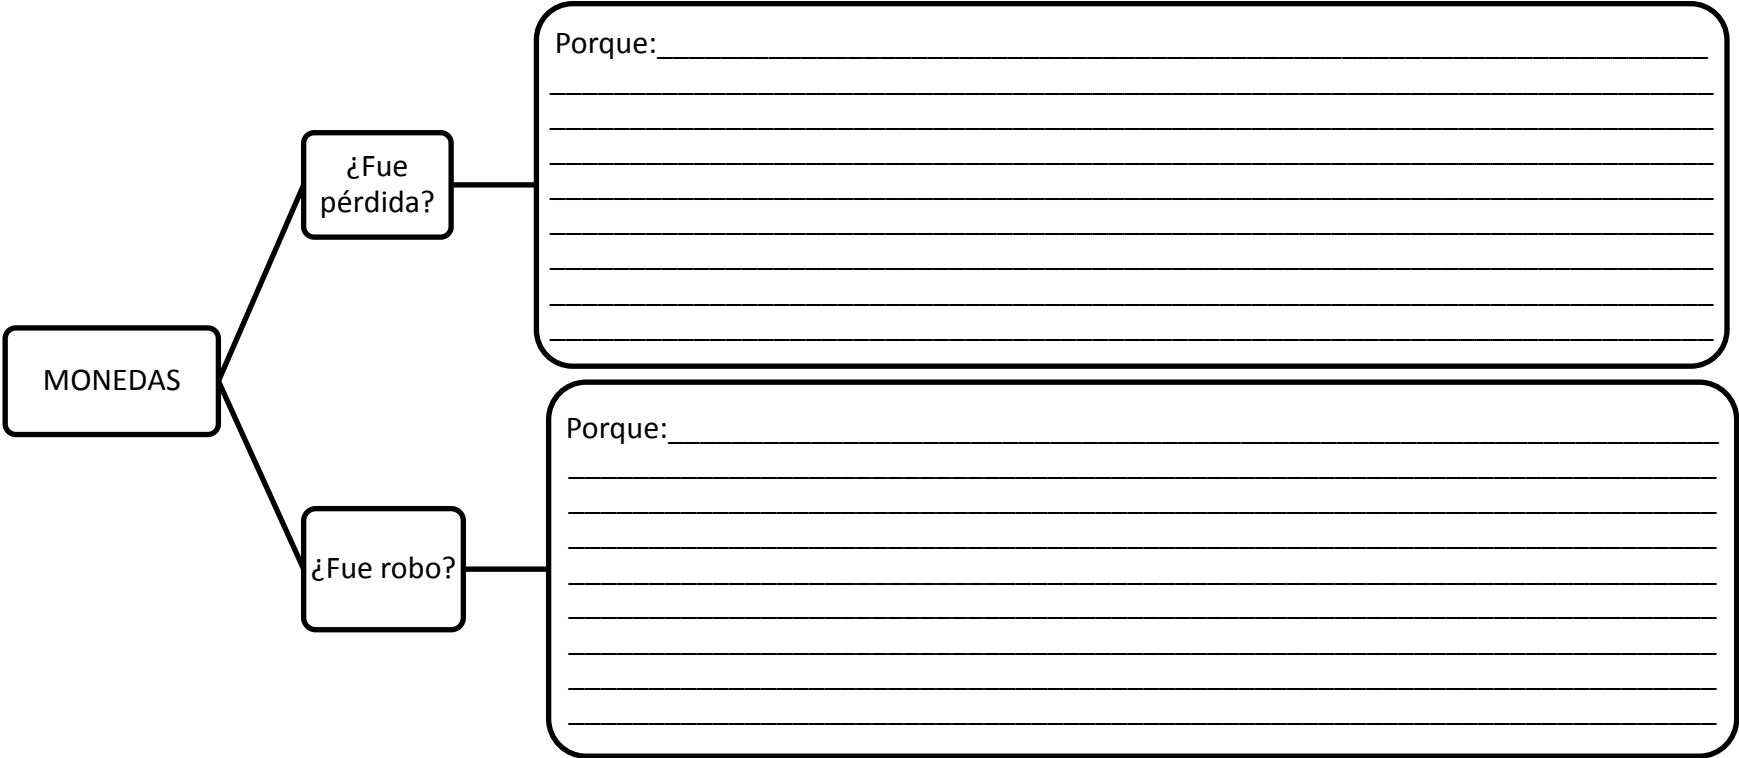 Porque:
¿Fue
pérdida?
MONEDAS
Porque:
¿Fue robo?